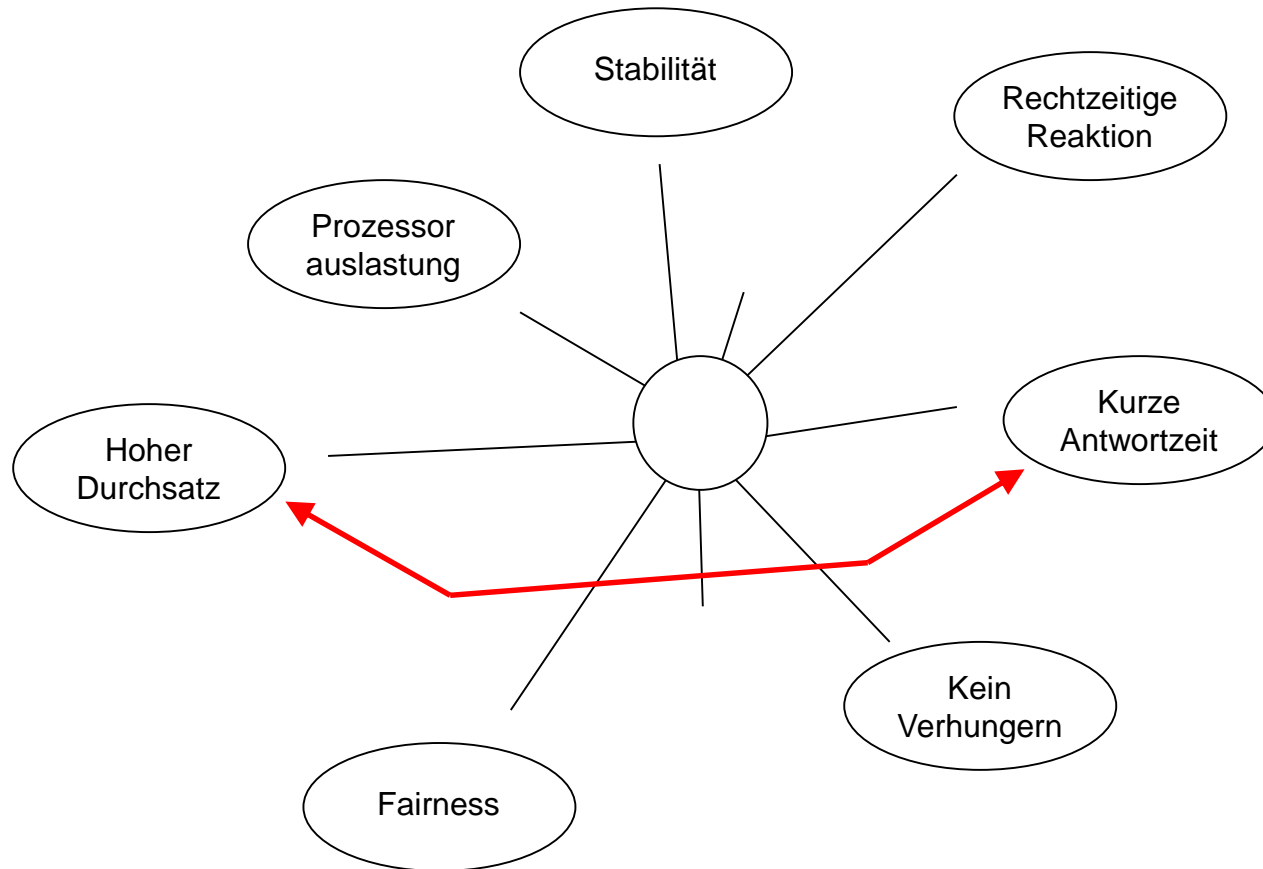 Stabilität
Rechtzeitige
Reaktion
Prozessor
auslastung
Kurze
Antwortzeit
Hoher
Durchsatz
Kein
Verhungern
Fairness